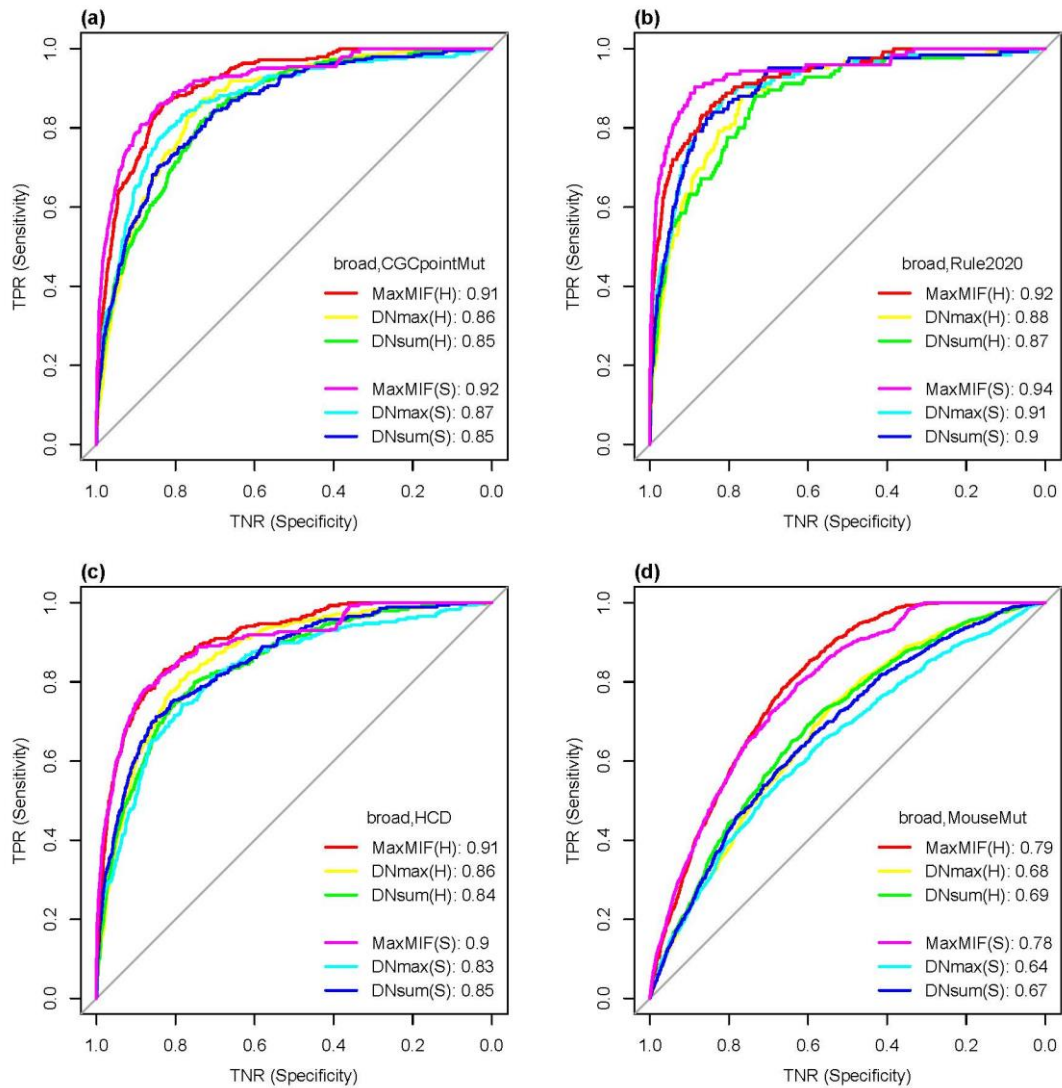 (a)
TPR (Sensitivity)
1.0
0.8
0.6
0.4
0.2
0.0
broad,CGCpointMut
MaxMIF(H): 0.91
DNmax(H): 0.86
DNsum(H): 0.85
MaxMIF(S): 0.92
DNmax(S): 0.87
DNsum(S): 0.85
1.0 0.8 0.6 0.4 0.2 0.0
TNR (Specificity)
(b)
TPR (Sensitivity)
1.0
0.8
0.6
0.4
0.2
0.0
broad,Rule2020
MaxMIF(H): 0.92
DNmax(H): 0.88
DNsum(H): 0.87
MaxMIF(S): 0.94
DNmax(S): 0.91
DNsum(S): 0.9
1.0 0.8 0.6 0.4 0.2 0.0
TNR (Specificity)
(c)
TPR (Sensitivity)
1.0
0.8
0.6
0.4
0.2
0.0
broad,HCD
MaxMIF(H): 0.91
DNmax(H): 0.86
DNsum(H): 0.84
MaxMIF(S): 0.9
DNmax(S): 0.83
DNsum(S): 0.85
1.0 0.8 0.6 0.4 0.2 0.0
TNR (Specificity)
(d)
TPR (Sensitivity)
1.0
0.8
0.6
0.4
0.2
0.0
broad,MouseMut
MaxMIF(H): 0.79
DNmax(H): 0.68
DNsum(H): 0.69
MaxMIF(S): 0.78
DNmax(S): 0.64
DNsum(S): 0.67
1.0 0.8 0.6 0.4 0.2 0.0
TNR (Specificity)